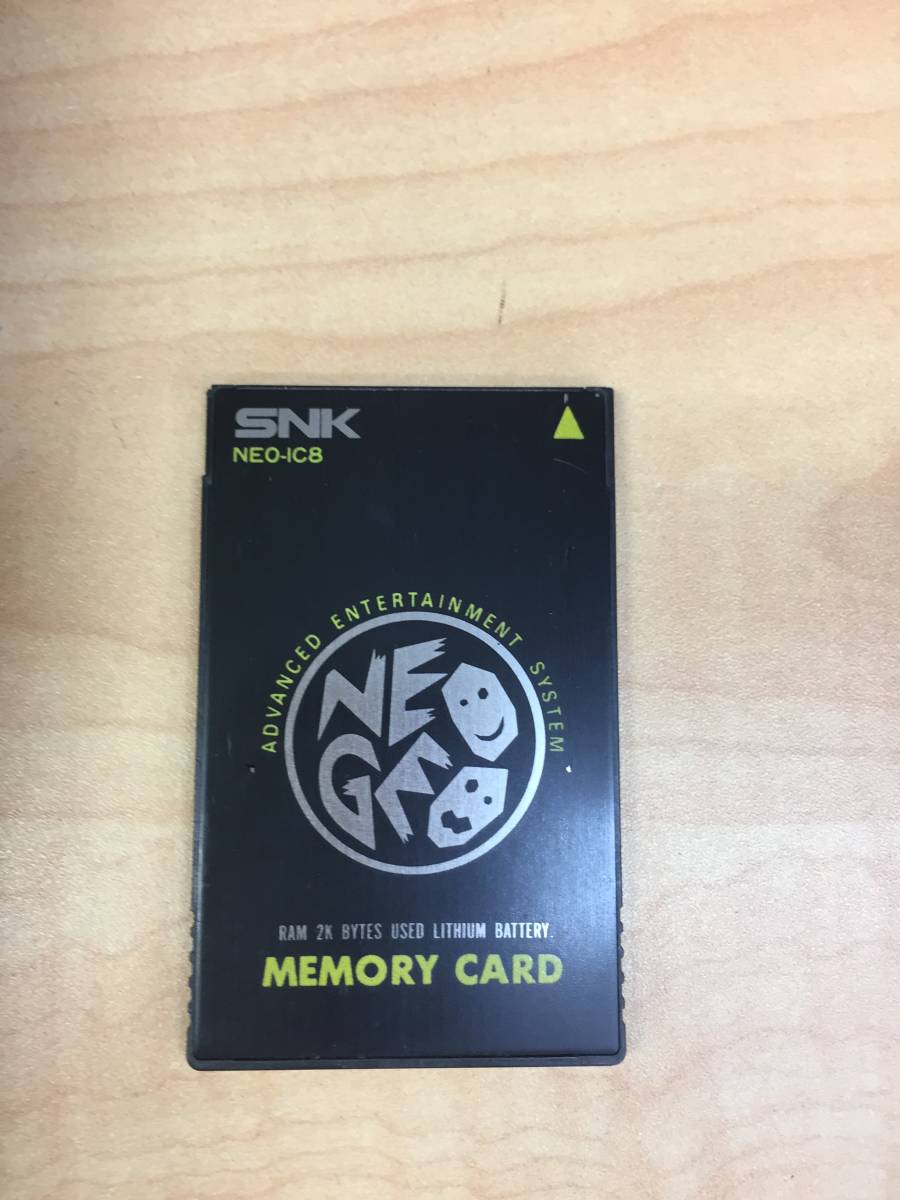 SNK
NEO-IC8
ADVANCED ENTERTAINMENT SYSTEM
NEO
GEO
RAM 2K BYTES USED LITHIUM BATTERY.
MEMORY CARD